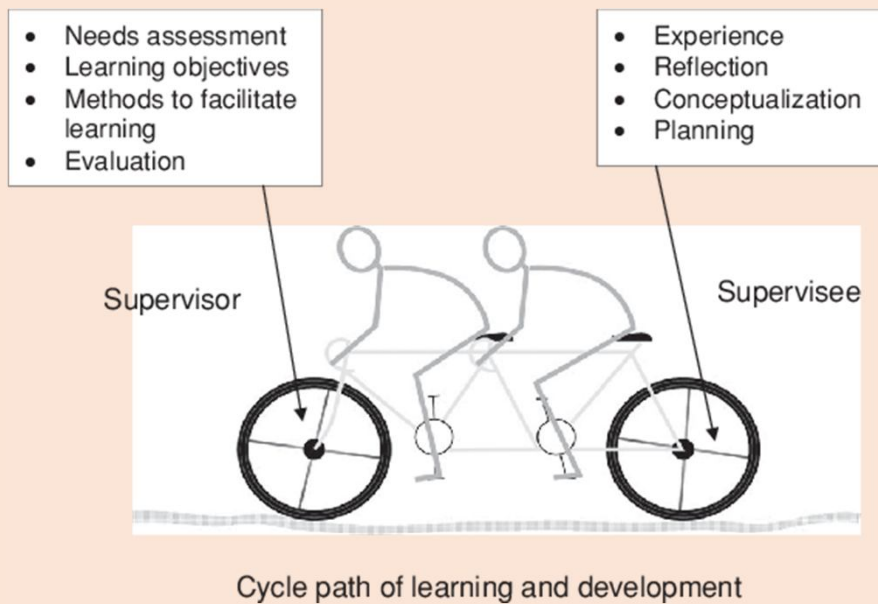 • Needs assessment
• Learning objectives
• Methods to facilitate
learning
• Evaluation
• Experience
• Reflection
• Conceptualization
• Planning
Supervisor
Supervisee
Cycle path of learning and development